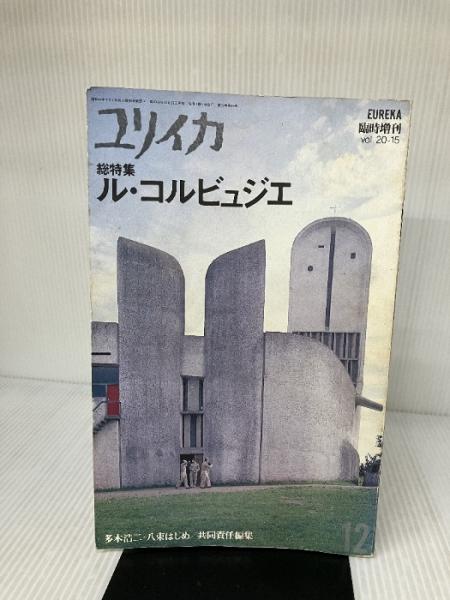 EUREKA
臨時増刊
vol. 20-15
ユリイカ
総特集
ル・コルビュジエ
多木浩二・八束はじめ/共同責任編集
12